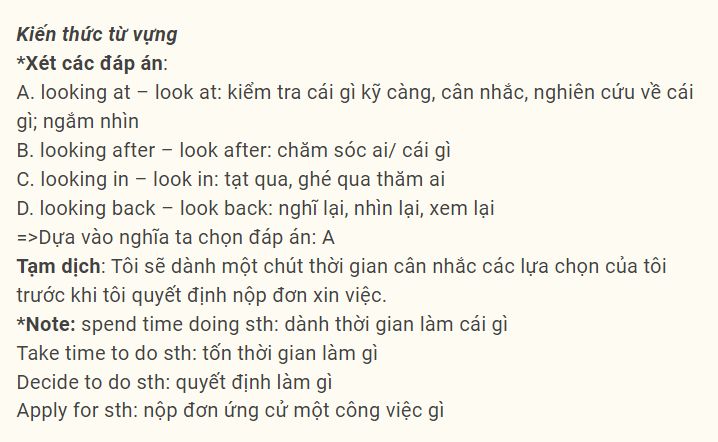 Kiến thức từ vựng
*Xét các đáp án:
A. looking at – look at: kiểm tra cái gì kỹ càng, cân nhắc, nghiên cứu về cái
gì; ngắm nhìn
B. looking after – look after: chăm sóc ai/ cái gì
C. looking in – look in: tạt qua, ghé qua thăm ai
D. looking back – look back: nghĩ lại, nhìn lại, xem lại
=>Dựa vào nghĩa ta chọn đáp án: A
Tạm dịch: Tôi sẽ dành một chút thời gian cân nhắc các lựa chọn của tôi
trước khi tôi quyết định nộp đơn xin việc.
*Note: spend time doing sth: dành thời gian làm cái gì
Take time to do sth: tốn thời gian làm gì
Decide to do sth: quyết định làm gì
Apply for sth: nộp đơn ứng cử một công việc gì